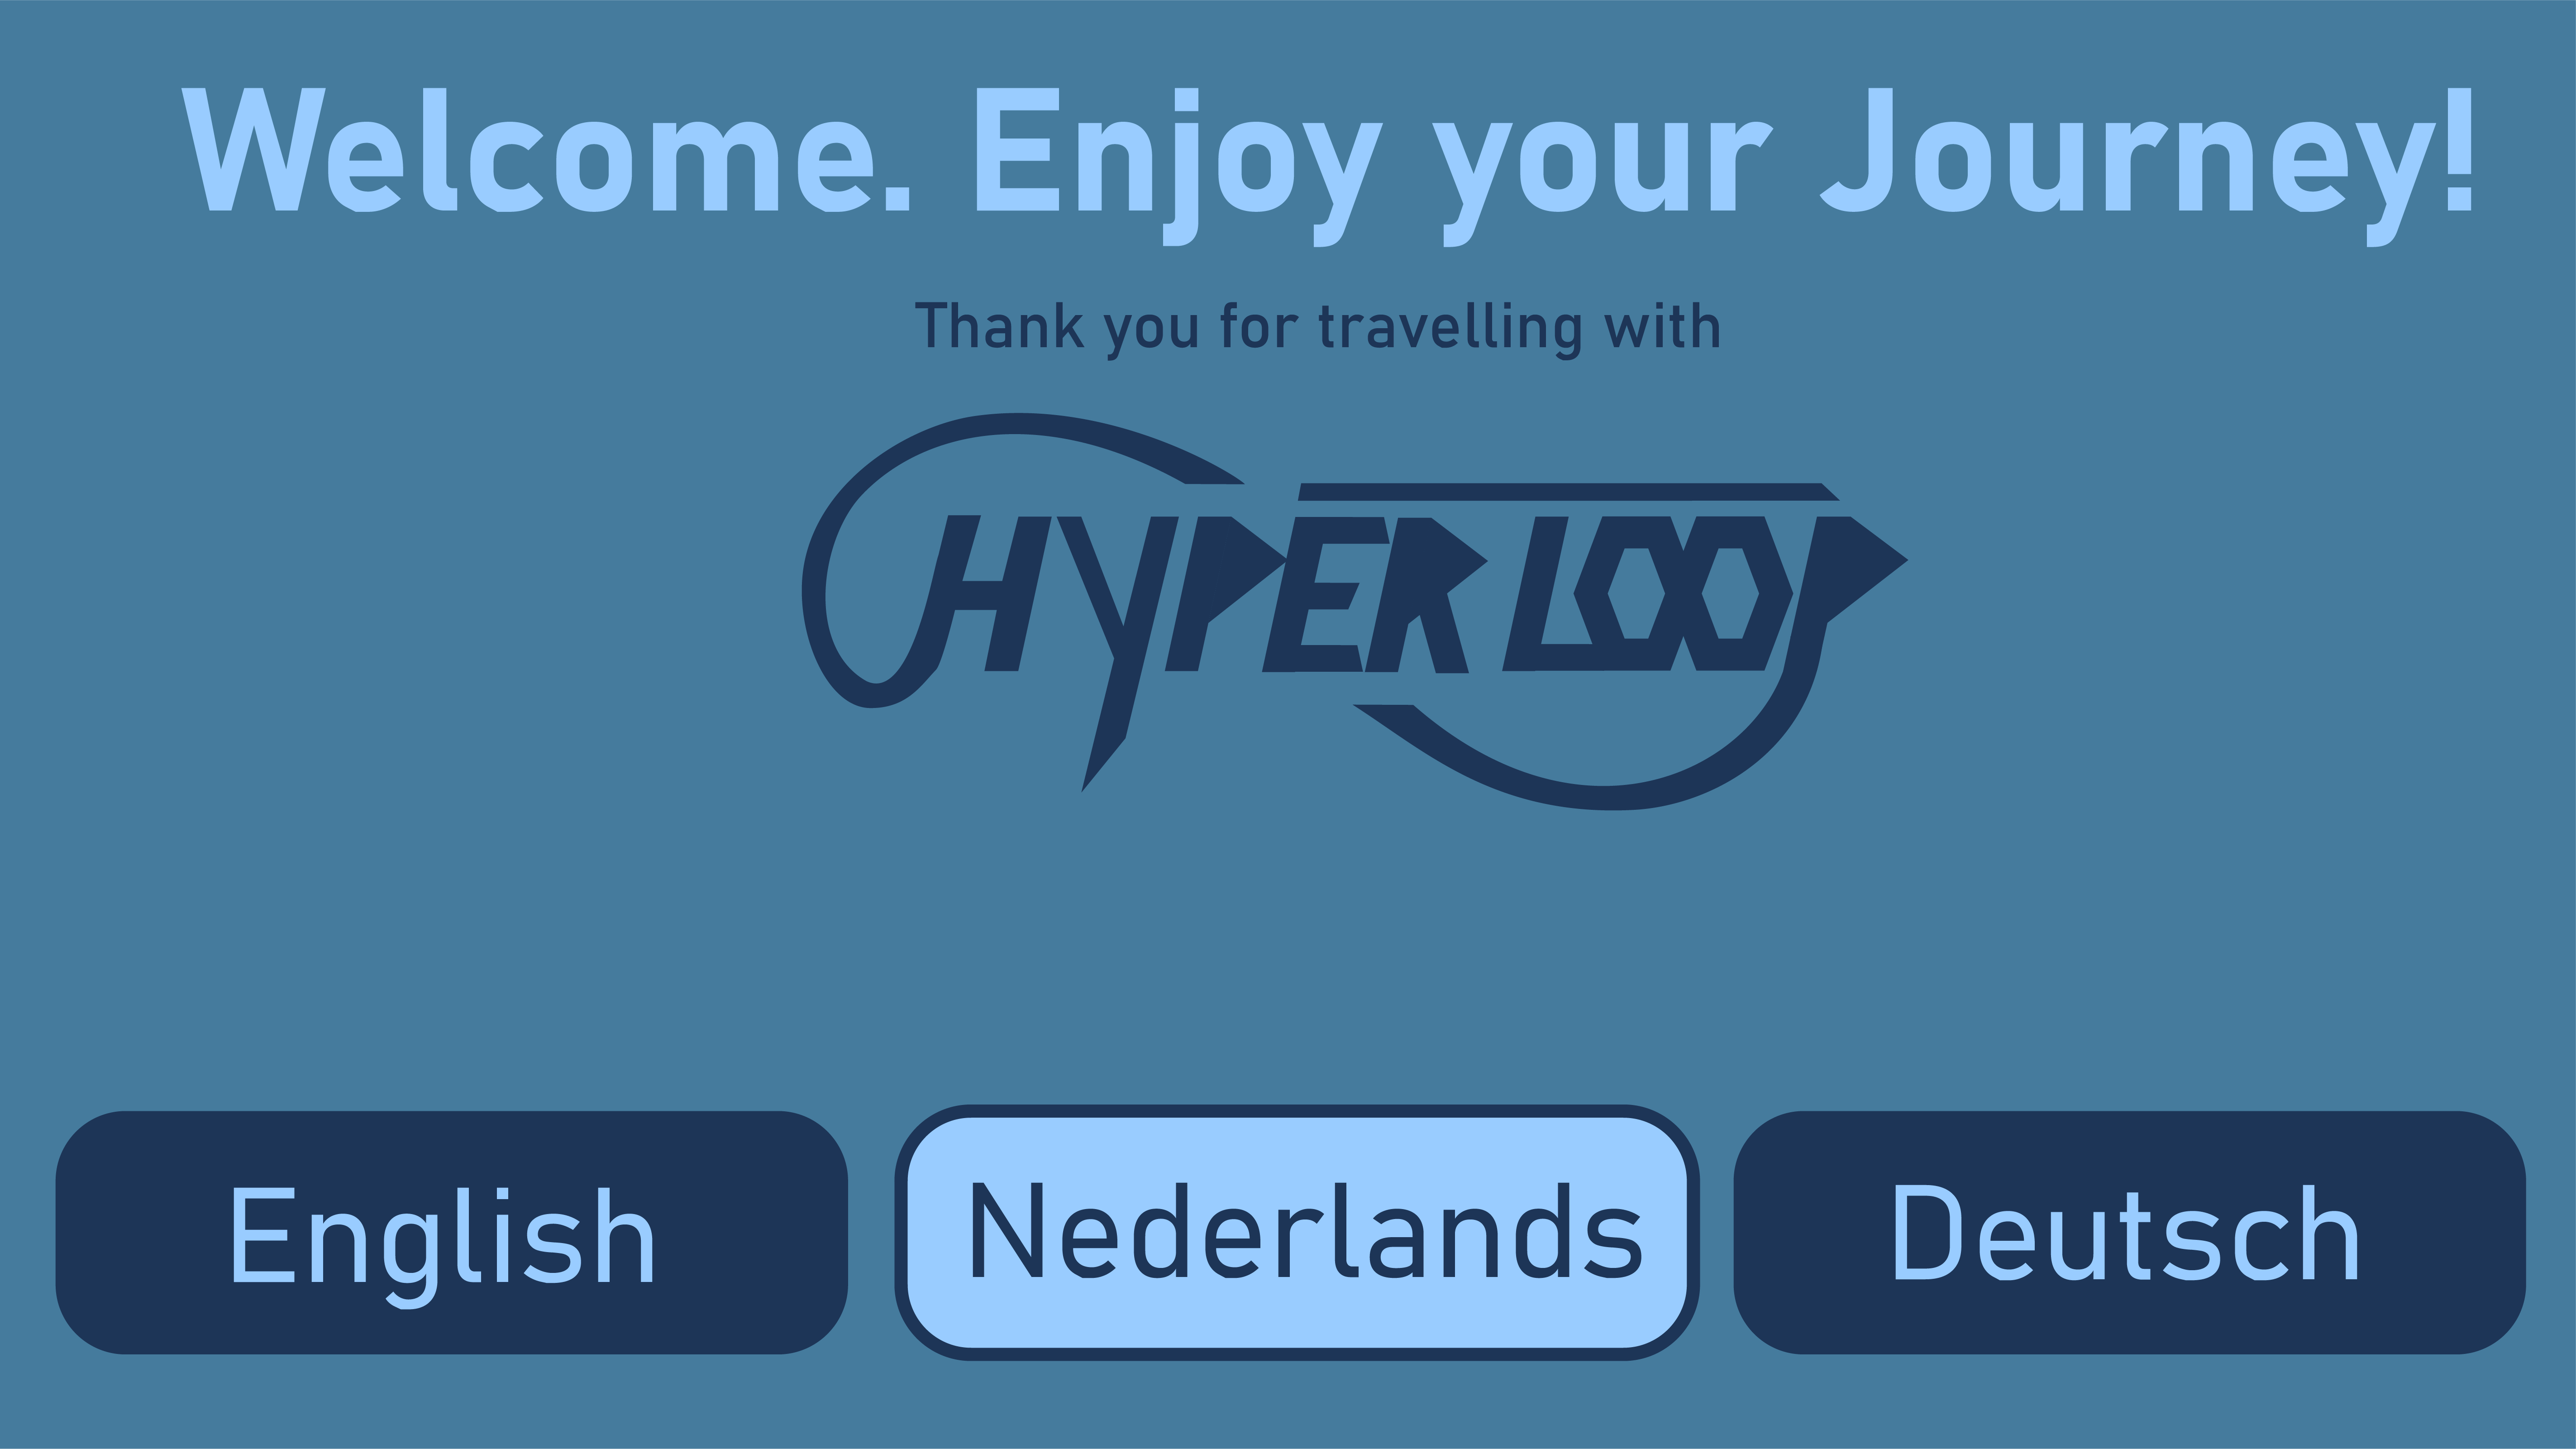 Welcome. Enjoy your Journey!
Thank you for travelling with
HYPERLOOP
English
Nederlands
Deutsch